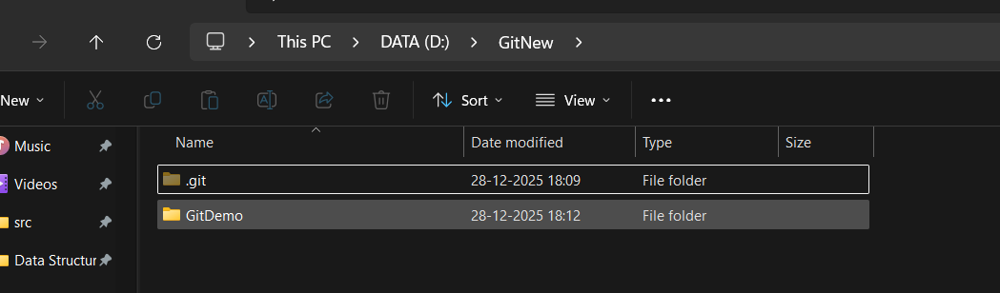 This PC > DATA (D:) > GitNew >
New Sort View
Name Date modified Type Size
.git 28-12-2025 18:09 File folder
GitDemo 28-12-2025 18:12 File folder
Music
Videos
src
Data Structur